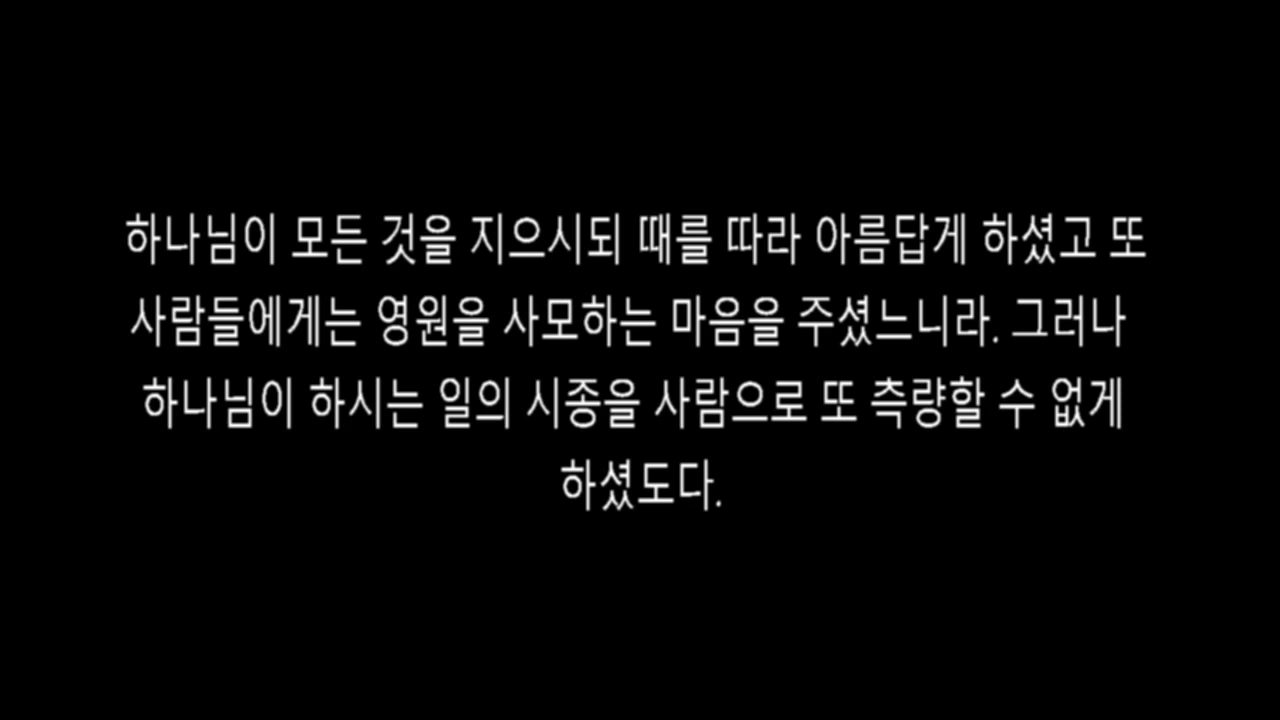 하나님이 모든 것을 지으시되 때를 따라 아름답게 하셨고 또
사람들에게는 영원을 사모하는 마음을 주셨느니라. 그러나
하나님이 하시는 일의 시종을 사람으로 또 측량할 수 없게
하셨도다.